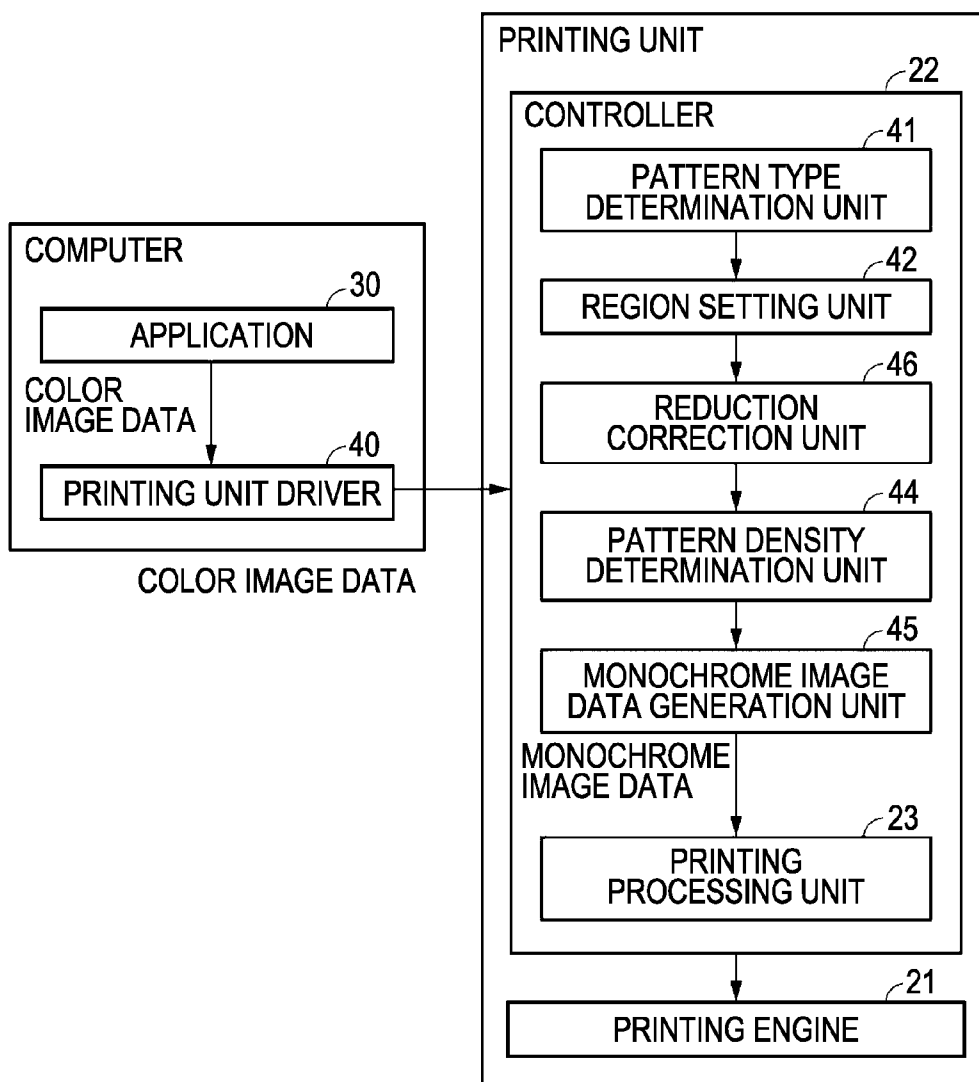 COMPUTER
30
APPLICATION
COLOR
IMAGE DATA
40
PRINTING UNIT DRIVER
COLOR IMAGE DATA
PRINTING UNIT
22
CONTROLLER
41
PATTERN TYPE
DETERMINATION UNIT
42
REGION SETTING UNIT
46
REDUCTION
CORRECTION UNIT
44
PATTERN DENSITY
DETERMINATION UNIT
45
MONOCHROME IMAGE
DATA GENERATION UNIT
MONOCHROME
IMAGE DATA
23
PRINTING
PROCESSING UNIT
21
PRINTING ENGINE